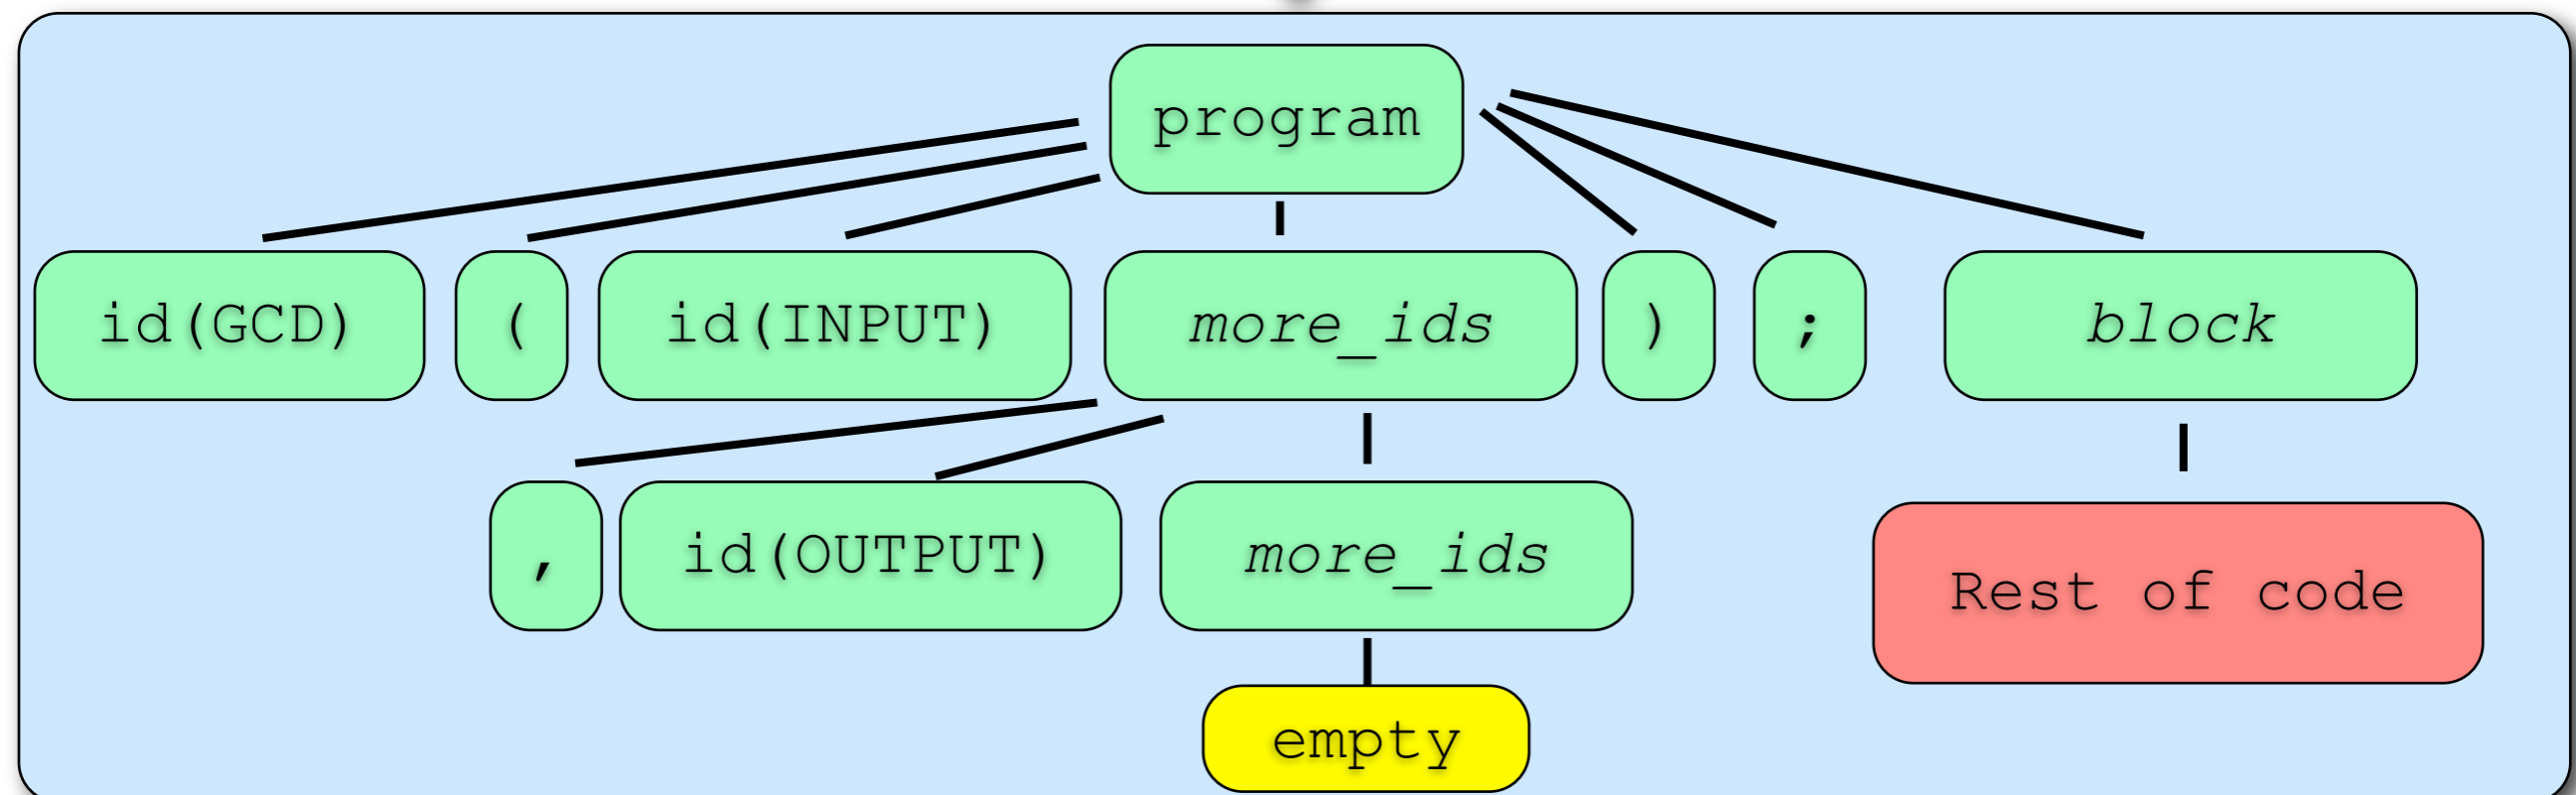 program
id(GCD) ( id(INPUT) more_ids ) ; block
, id(OUTPUT) more_ids
Rest of code
empty